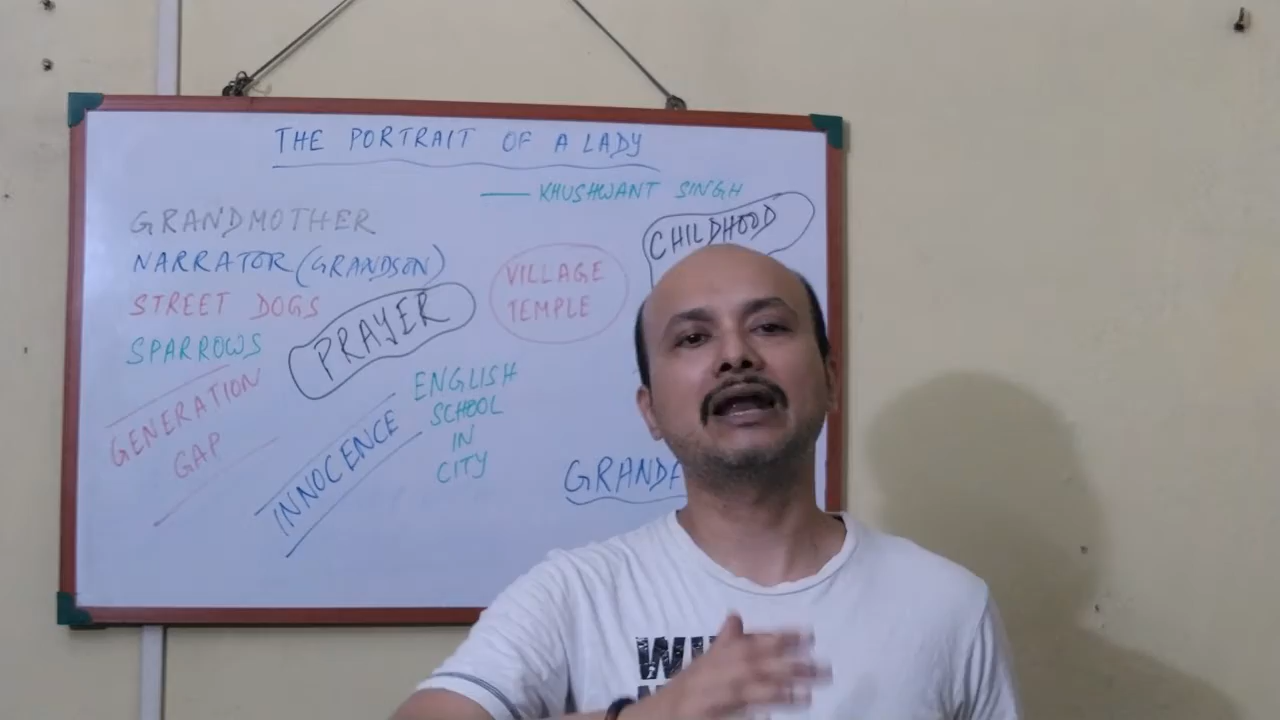 THE PORTRAIT OF A LADY
— KHUSHWANT SINGH
GRANDMOTHER
CHILDHOOD
NARRATOR (GRANDSON)
VILLAGE
TEMPLE
STREET DOGS
PRAYER
SPARROWS
GENERATION
GAP
INNOCENCE
ENGLISH
SCHOOL
IN
CITY